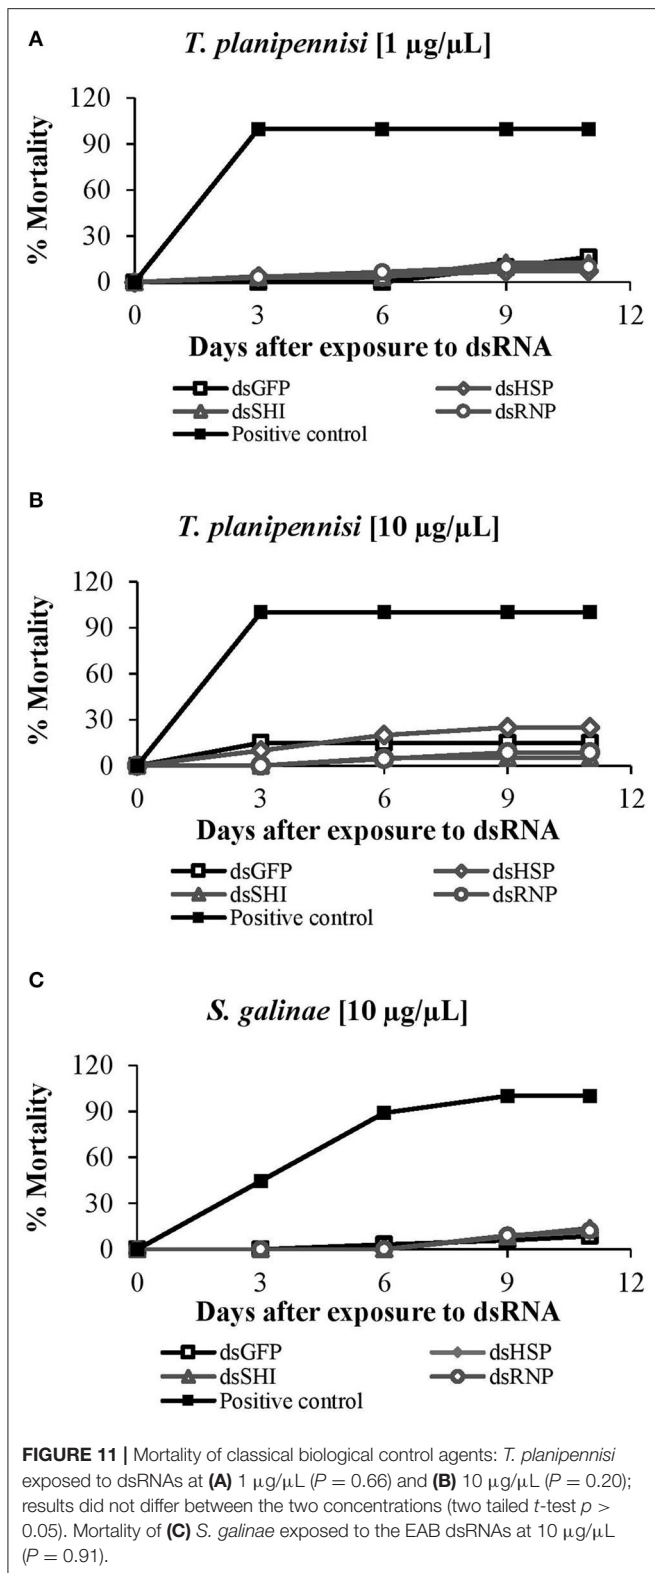 A
T. planipennisi [1 µg/µL]
120
90
60
30
0
% Mortality
0 3 6 9 12
Days after exposure to dsRNA
dsGFP dsHSP
dsSHI dsRNP
Positive control
B
T. planipennisi [10 µg/µL]
120
90
60
30
0
% Mortality
0 3 6 9 12
Days after exposure to dsRNA
dsGFP dsHSP
dsSHI dsRNP
Positive control
C
S. galinae [10 µg/µL]
120
90
60
30
0
% Mortality
0 3 6 9 12
Days after exposure to dsRNA
dsGFP dsHSP
dsSHI dsRNP
Positive control
FIGURE 11 | Mortality of classical biological control agents: T. planipennisi
exposed to dsRNAs at (A) 1 µg/µL (P = 0.66) and (B) 10 µg/µL (P = 0.20);
results did not differ between the two concentrations (two tailed t-test p >
0.05). Mortality of (C) S. galinae exposed to the EAB dsRNAs at 10 µg/µL
(P = 0.91).